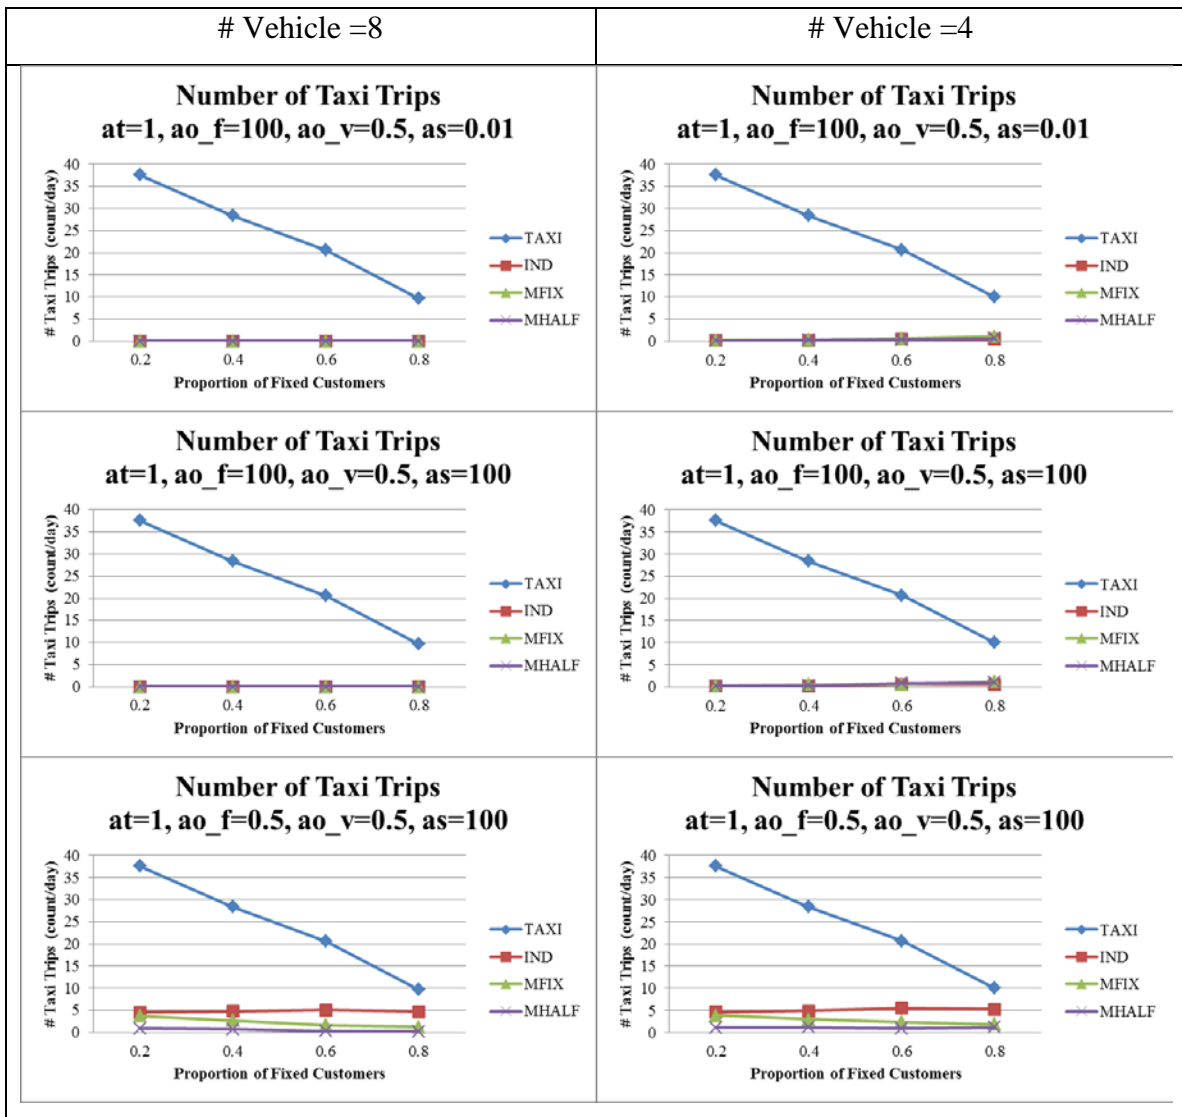 # Vehicle =8
# Vehicle =4
Number of Taxi Trips
at=1, ao_f=100, ao_v=0.5, as=0.01
# Taxi Trips (count/day)
40
35
30
25
20
15
10
5
0
0.2 0.4 0.6 0.8
Proportion of Fixed Customers
TAXI
IND
MFIX
MHALF
Number of Taxi Trips
at=1, ao_f=100, ao_v=0.5, as=0.01
# Taxi Trips (count/day)
40
35
30
25
20
15
10
5
0
0.2 0.4 0.6 0.8
Proportion of Fixed Customers
TAXI
IND
MFIX
MHALF
Number of Taxi Trips
at=1, ao_f=100, ao_v=0.5, as=100
# Taxi Trips (count/day)
40
35
30
25
20
15
10
5
0
0.2 0.4 0.6 0.8
Proportion of Fixed Customers
TAXI
IND
MFIX
MHALF
Number of Taxi Trips
at=1, ao_f=100, ao_v=0.5, as=100
# Taxi Trips (count/day)
40
35
30
25
20
15
10
5
0
0.2 0.4 0.6 0.8
Proportion of Fixed Customers
TAXI
IND
MFIX
MHALF
Number of Taxi Trips
at=1, ao_f=0.5, ao_v=0.5, as=100
# Taxi Trips (count/day)
40
35
30
25
20
15
10
5
0
0.2 0.4 0.6 0.8
Proportion of Fixed Customers
TAXI
IND
MFIX
MHALF
Number of Taxi Trips
at=1, ao_f=0.5, ao_v=0.5, as=100
# Taxi Trips (count/day)
40
35
30
25
20
15
10
5
0
0.2 0.4 0.6 0.8
Proportion of Fixed Customers
TAXI
IND
MFIX
MHALF